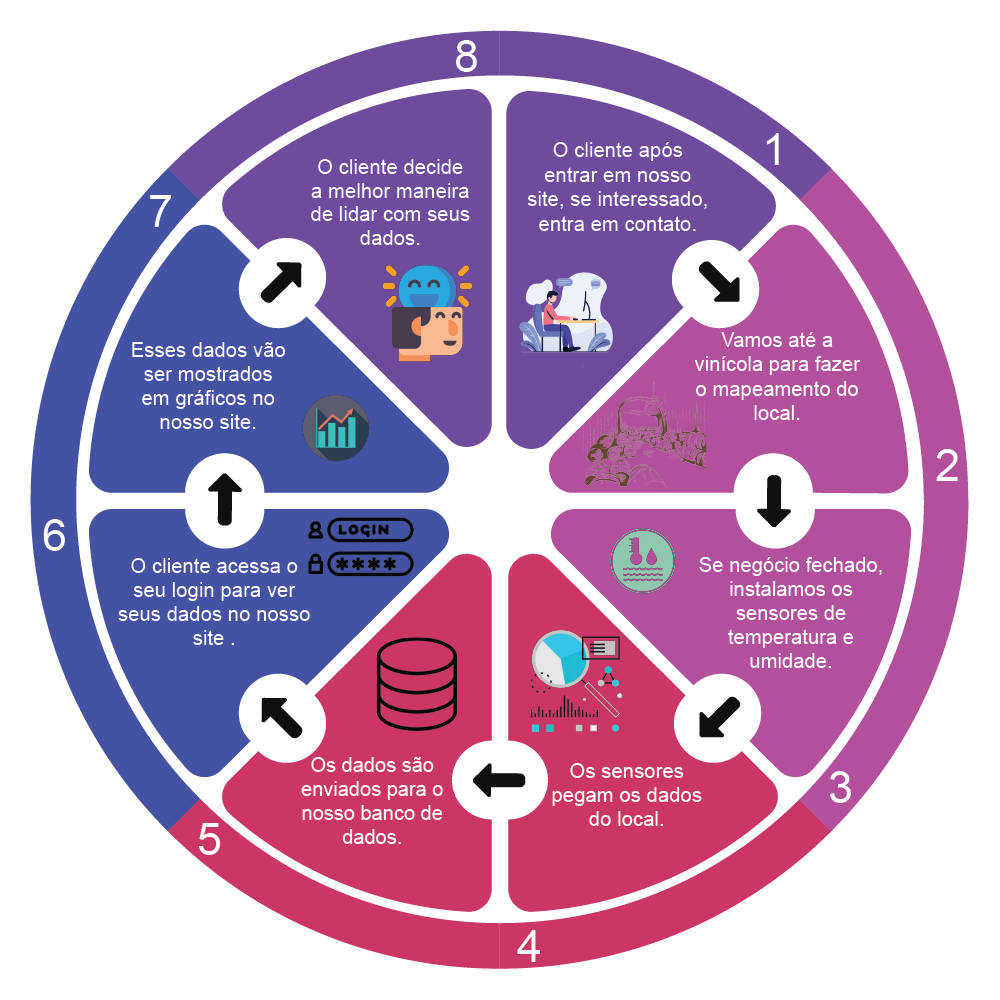 1
O cliente após
entrar em nosso
site, se interessado,
entra em contato.
2
Vamos até a
vinícola para fazer
o mapeamento do
local.
3
Se negócio fechado,
instalamos os
sensores de
temperatura e
umidade.
4
Os sensores
pegam os dados
do local.
5
Os dados são
enviados para o
nosso banco de
dados.
6
LOGIN
****
O cliente acessa o
seu login para ver
seus dados no nosso
site .
7
Esses dados vão
ser mostrados
em gráficos no
nosso site.
8
O cliente decide
a melhor maneira
de lidar com seus
dados.